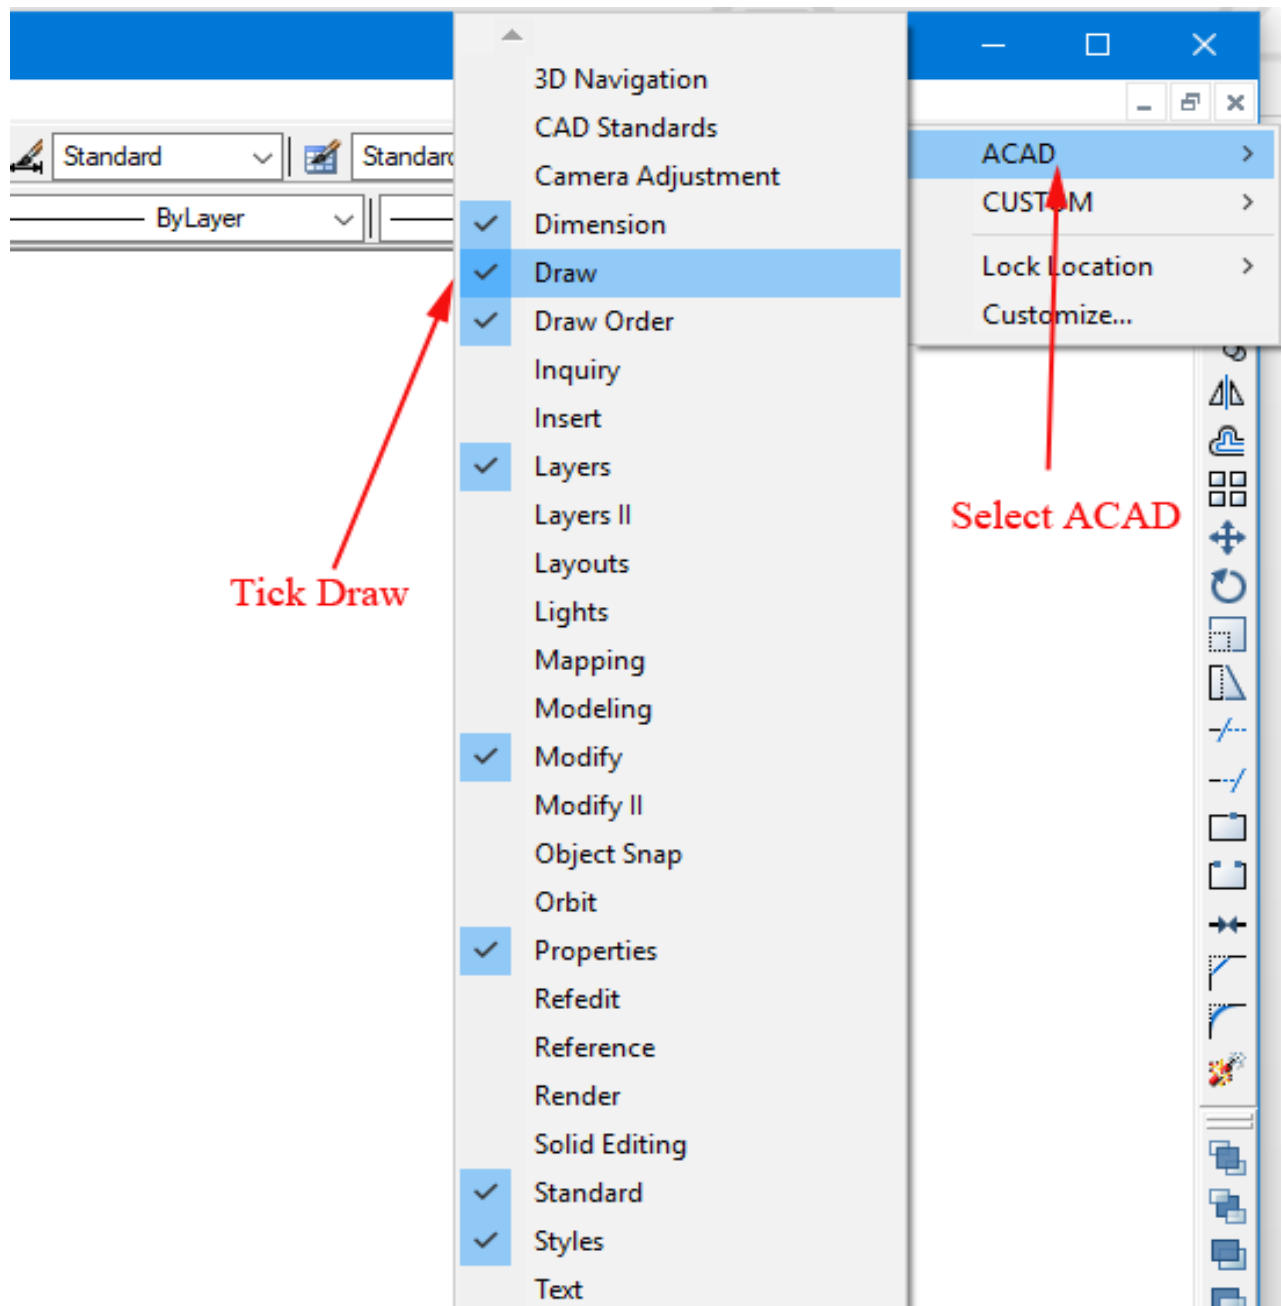 3D Navigation
CAD Standards
Standard
Standard
ACAD
Camera Adjustment
CUSTOM
ByLayer
Dimension
Draw
Lock Location
Draw Order
Customize...
Inquiry
Insert
Layers
Layers II
Select ACAD
Layouts
Tick Draw
Lights
Mapping
Modeling
Modify
Modify II
Object Snap
Orbit
Properties
Refedit
Reference
Render
Solid Editing
Standard
Styles
Text